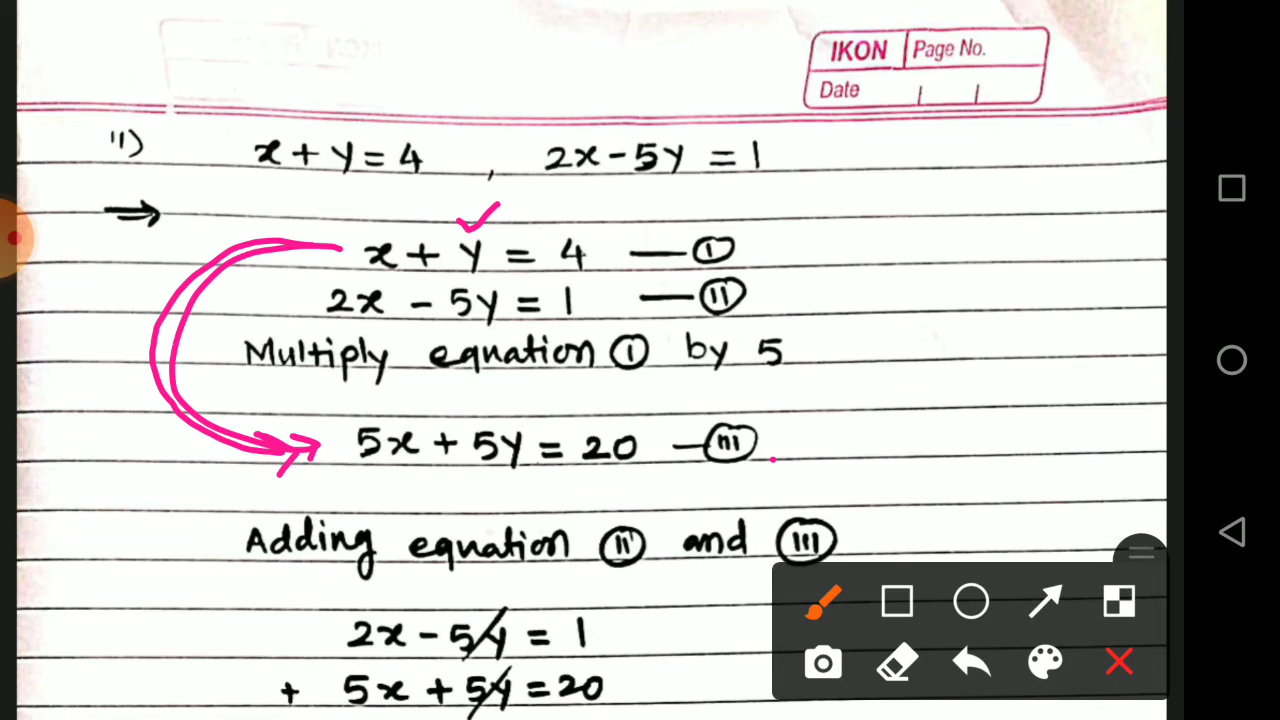 IKON Page No.
Date
11)
x + y = 4 , 2x - 5y = 1
⇒
x + y = 4 — Ⓘ
2x - 5y = 1 — Ⓘⓘ
Multiply equation Ⓘ by 5
5x + 5y = 20 — ⓘⓘⓘ
Adding equation ⓘⓘ and ⓘⓘⓘ
2x - 5y = 1
+ 5x + 5y = 20